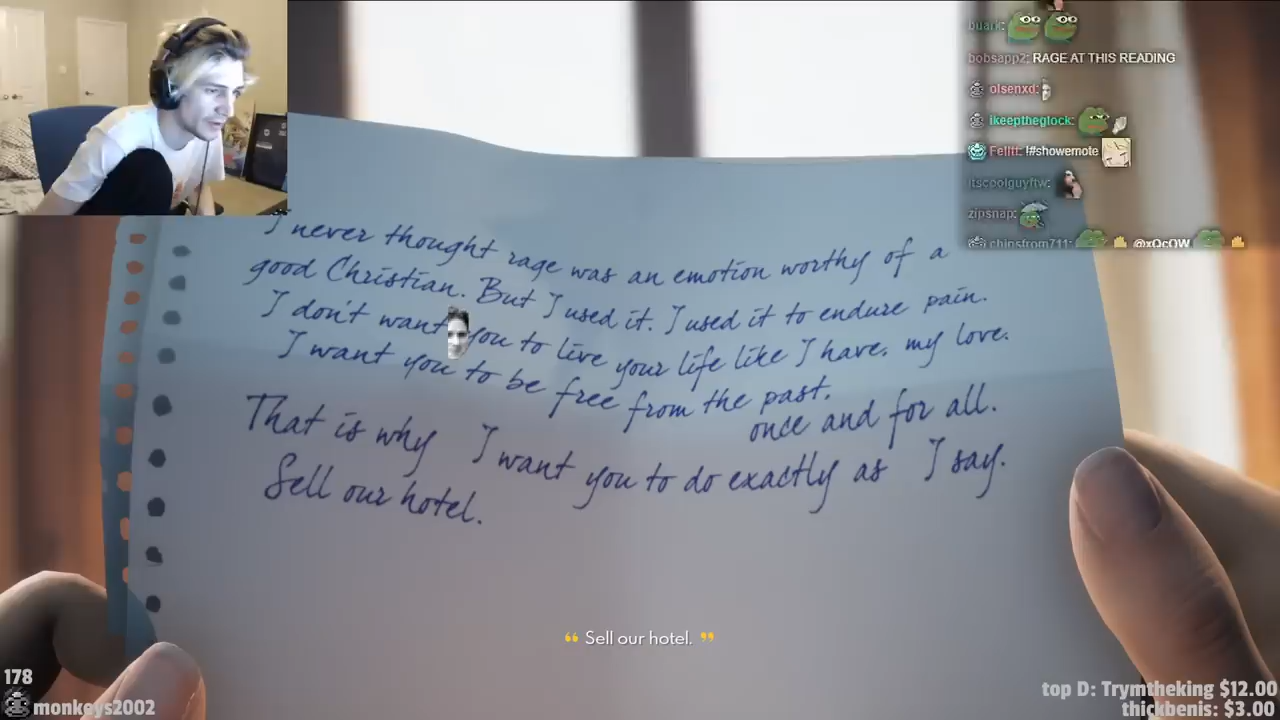 buark:
bobsapp2: RAGE AT THIS READING
olsenxd:
ikeeptheglock:
Fellttt: !#showemote
itscoolguyftw:
zipsnap:
chipsfrom711: @xQcOW
I never thought rage was an emotion worthy of a
good Christian. But I used it. I used it to endure pain.
I don't want you to live your life like I have, my love.
I want you to be free from the past,
once and for all.
That is why I want you to do exactly as I say.
Sell our hotel.
“ Sell our hotel. ”
178
monkeys2002
top D: Trymtheking $12.00
thickbenis: $3.00